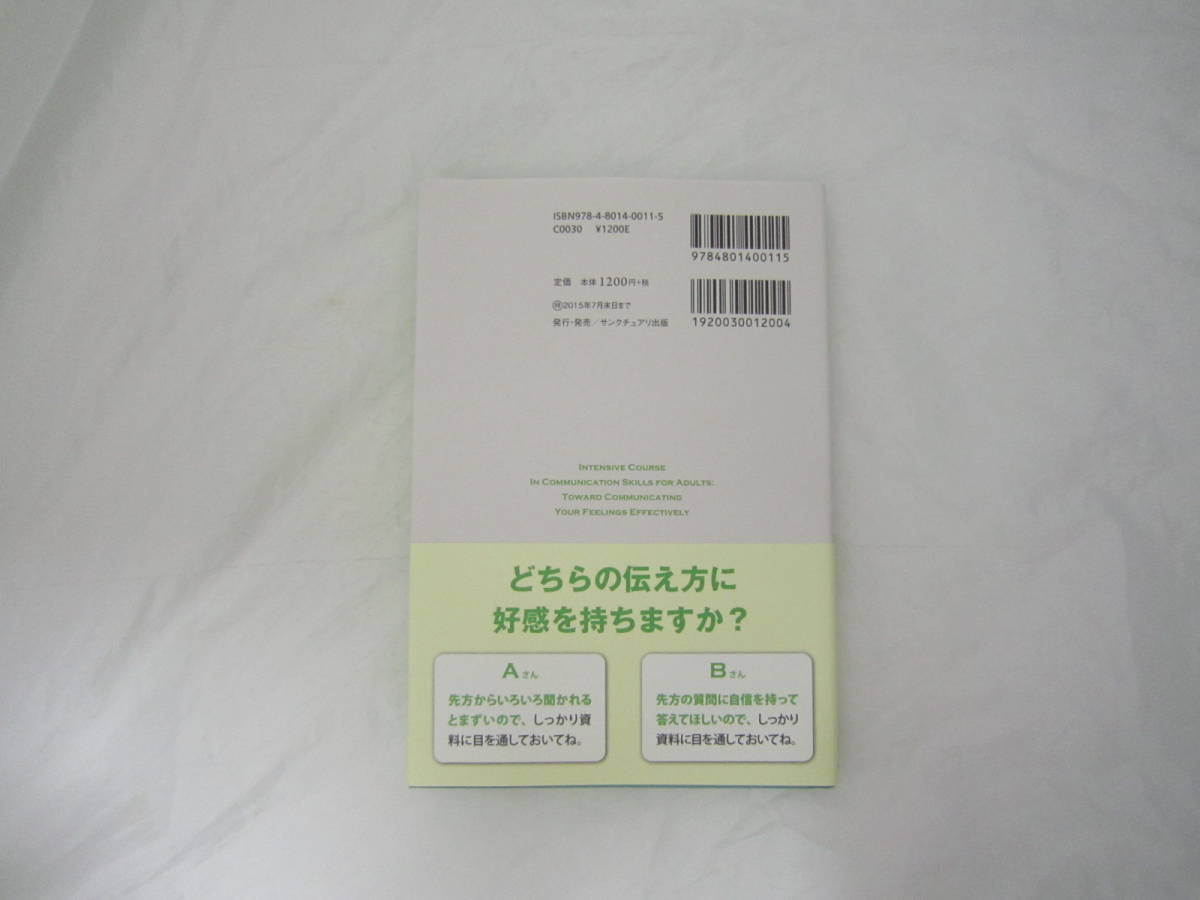 ISBN978-4-8014-0011-5
C0030 ¥1200E
9784801400115
定価 本体1200円+税
㊕2015年7月末日まで
1920030012004
発行・発売/サンクチュアリ出版
INTENSIVE COURSE
IN COMMUNICATION SKILLS FOR ADULTS:
TOWARD COMMUNICATING
YOUR FEELINGS EFFECTIVELY
どちらの伝え方に
好感を持ちますか?
Aさん
先方からいろいろ聞かれる
とまずいので、しっかり資
料に目を通しておいてね。
Bさん
先方の質問に自信を持って
答えてほしいので、しっかり
資料に目を通しておいてね。